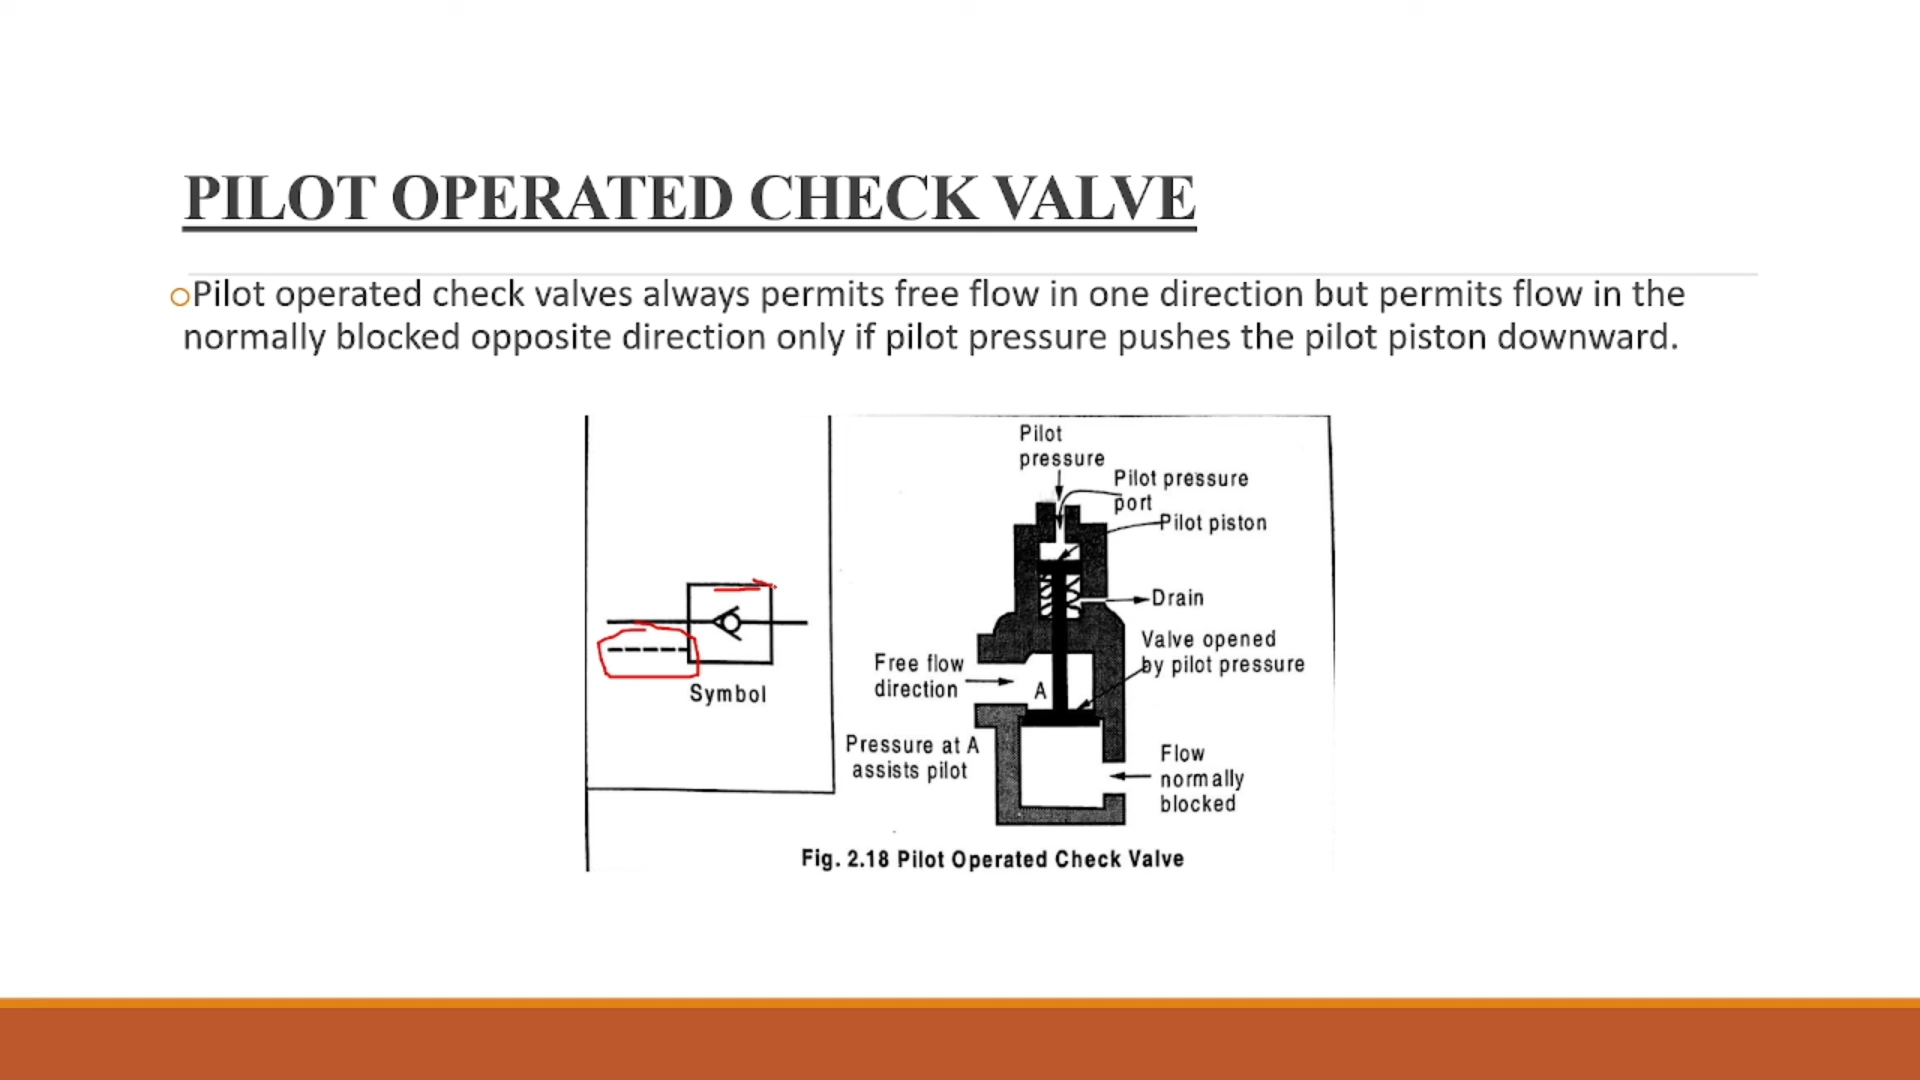 PILOT OPERATED CHECK VALVE
Pilot operated check valves always permits free flow in one direction but permits flow in the
normally blocked opposite direction only if pilot pressure pushes the pilot piston downward.
Symbol
Pilot
pressure
Pilot pressure
port
Pilot piston
Drain
Valve opened
by pilot pressure
Free flow
direction
A
Pressure at A
assists pilot
Flow
normally
blocked
Fig. 2.18 Pilot Operated Check Valve